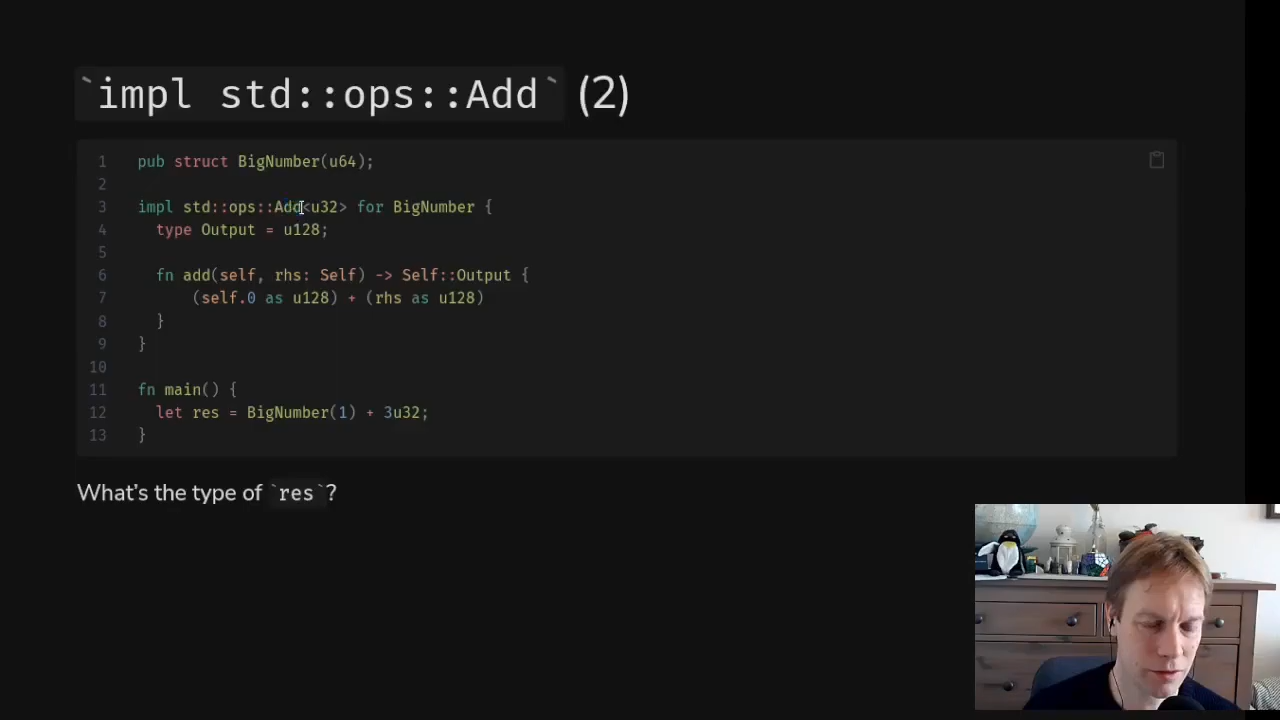 `impl std::ops::Add` (2)
1 pub struct BigNumber(u64);
2
3 impl std::ops::Add<u32> for BigNumber {
4 type Output = u128;
5
6 fn add(self, rhs: Self) -> Self::Output {
7 (self.0 as u128) + (rhs as u128)
8 }
9 }
10
11 fn main() {
12 let res = BigNumber(1) + 3u32;
13 }
What's the type of `res`?